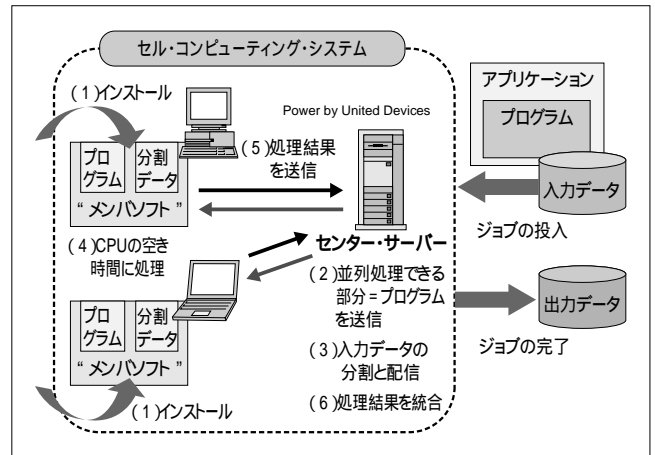 セル・コンピューティング・システム
(1)インストール
プロ
グラム
分割
データ
“メンバソフト”
(4)CPUの空き
時間に処理
プロ
グラム
分割
データ
“メンバソフト”
(1)インストール
(5)処理結果
を送信
Power by United Devices
センター・サーバー
(2)並列処理できる
部分=プログラム
を送信
(3)入力データの
分割と配信
(6)処理結果を統合
アプリケーション
プログラム
入力データ
ジョブの投入
出力データ
ジョブの完了